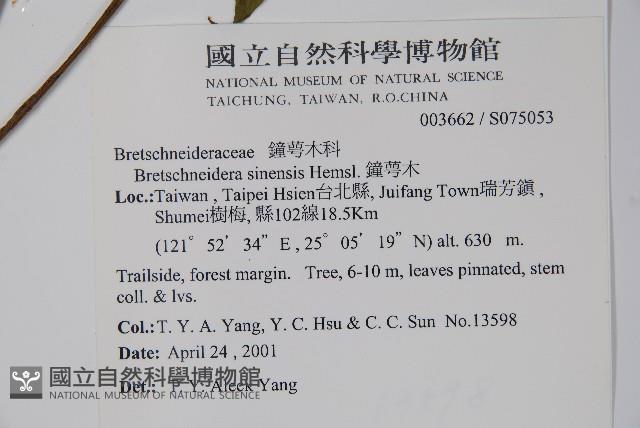 國立自然科學博物館
NATIONAL MUSEUM OF NATURAL SCIENCE
TAICHUNG, TAIWAN, R.O.CHINA
003662 / S075053
Bretschneideraceae 鐘萼木科
Bretschneidera sinensis Hemsl. 鐘萼木
Loc.:Taiwan , Taipei Hsien台北縣, Juifang Town瑞芳鎮 ,
Shumei樹梅, 縣102線18.5Km
(121° 52′ 34” E , 25° 05′ 19” N) alt. 630 m.
Trailside, forest margin. Tree, 6-10 m, leaves pinnated, stem
coll. & lvs.
Col.:T. Y. A. Yang, Y. C. Hsu & C. C. Sun No.13598
Date: April 24 , 2001
Det.: T. Y. Aleck Yang
國立自然科學博物館
NATIONAL MUSEUM OF NATURAL SCIENCE